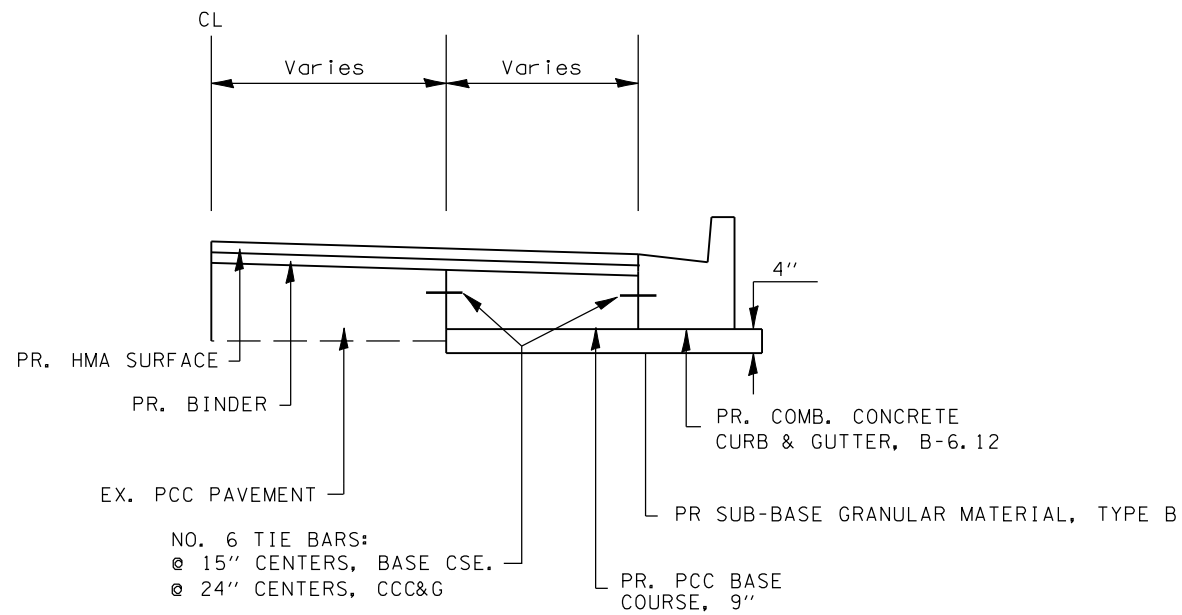 CL
Varies
Varies
4"
PR. HMA SURFACE
PR. BINDER
PR. COMB. CONCRETE
CURB & GUTTER, B-6.12
EX. PCC PAVEMENT
PR SUB-BASE GRANULAR MATERIAL, TYPE B
NO. 6 TIE BARS:
@ 15" CENTERS, BASE CSE.
@ 24" CENTERS, CCC&G
PR. PCC BASE
COURSE, 9"